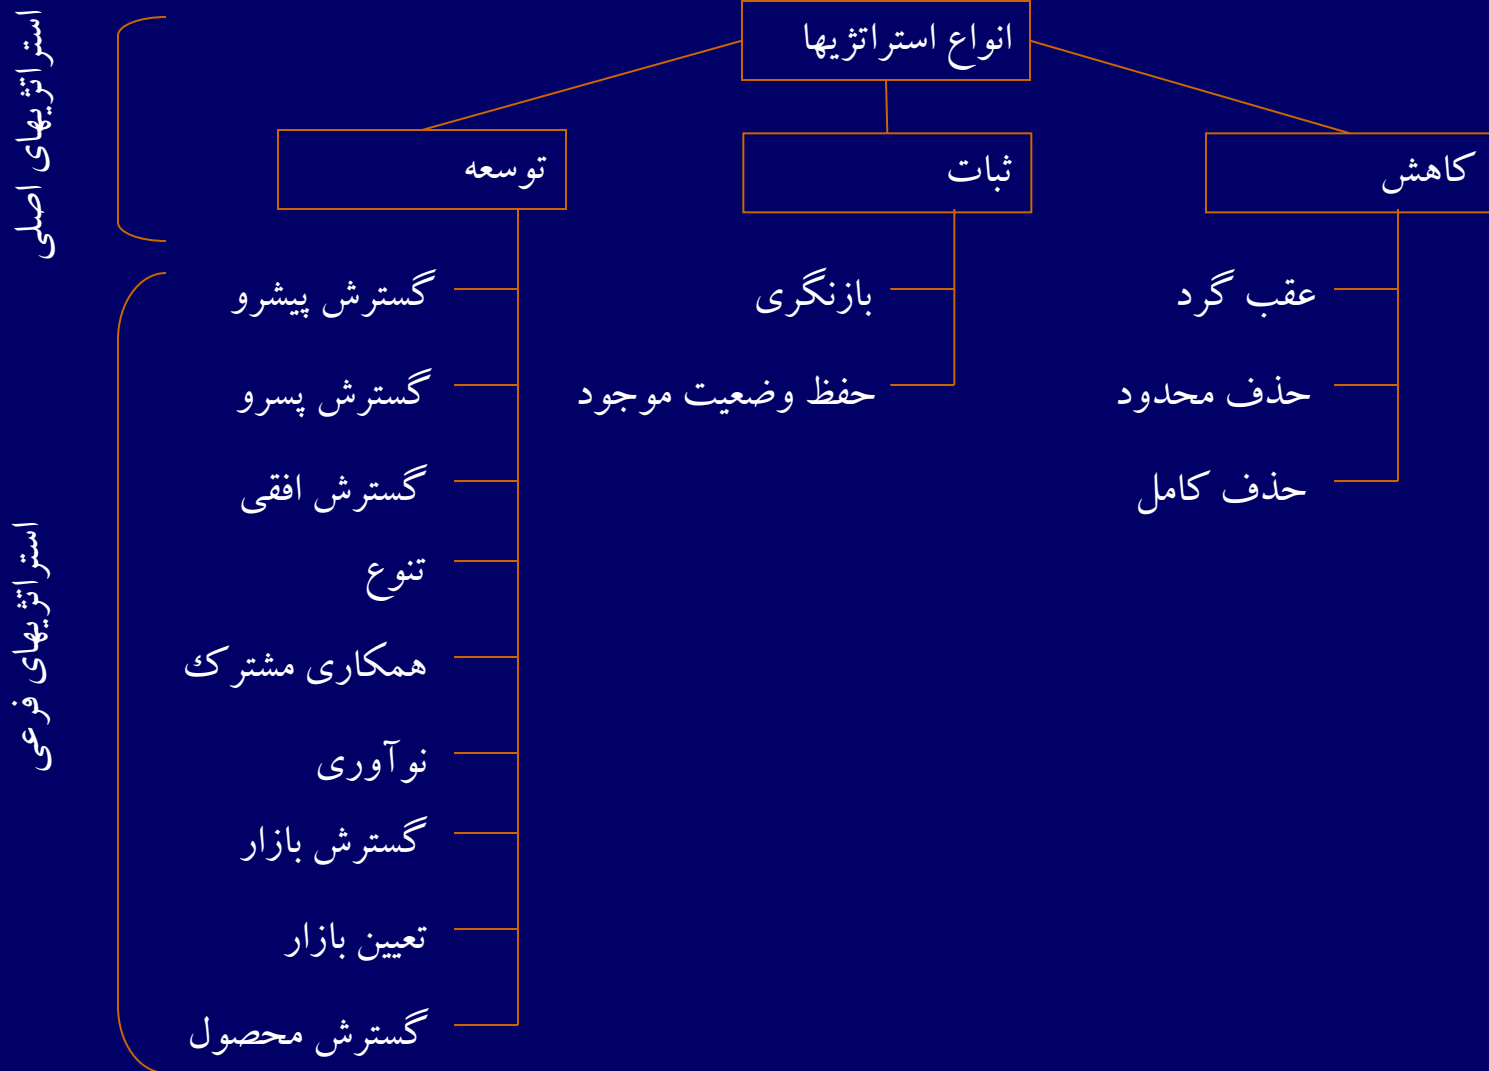 انواع استراتژیها
کاهش
ثبات
توسعه
استراتژیهای اصلی
عقب گرد
حذف محدود
حذف کامل
بازنگری
حفظ وضعیت موجود
گسترش پیشرو
گسترش پسرو
گسترش افقی
تنوع
همکاری مشترک
نوآوری
گسترش بازار
تعیین بازار
گسترش محصول
استراتژیهای فرعی